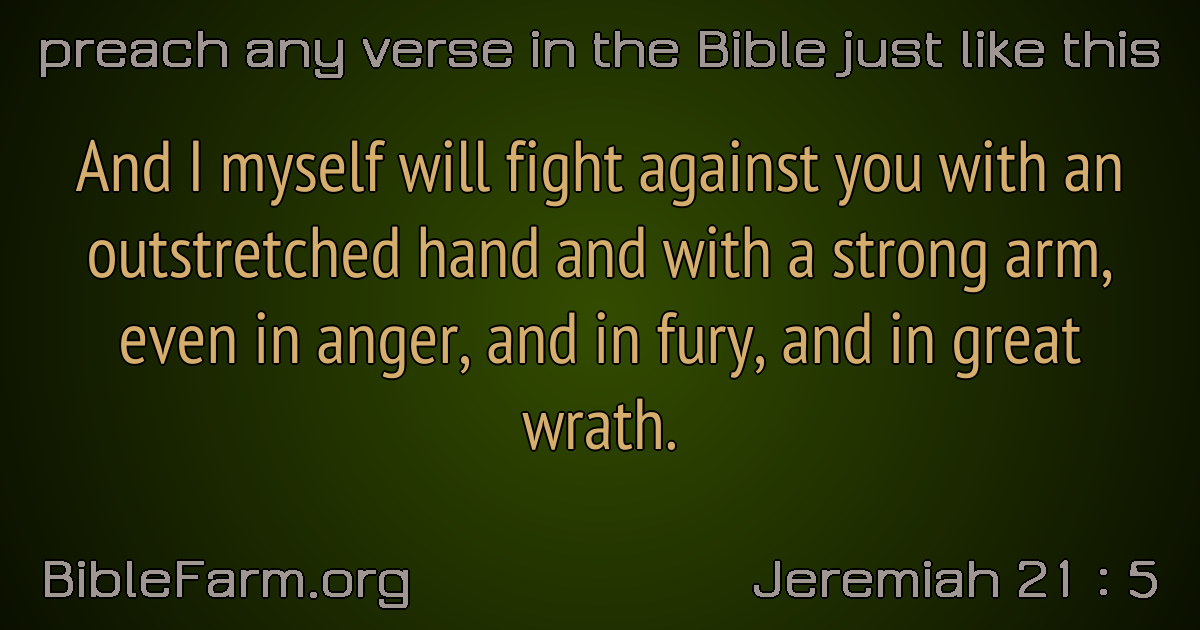 preach any verse in the Bible just like this
And I myself will fight against you with an
outstretched hand and with a strong arm,
even in anger, and in fury, and in great
wrath.
BibleFarm.org
Jeremiah 21 : 5